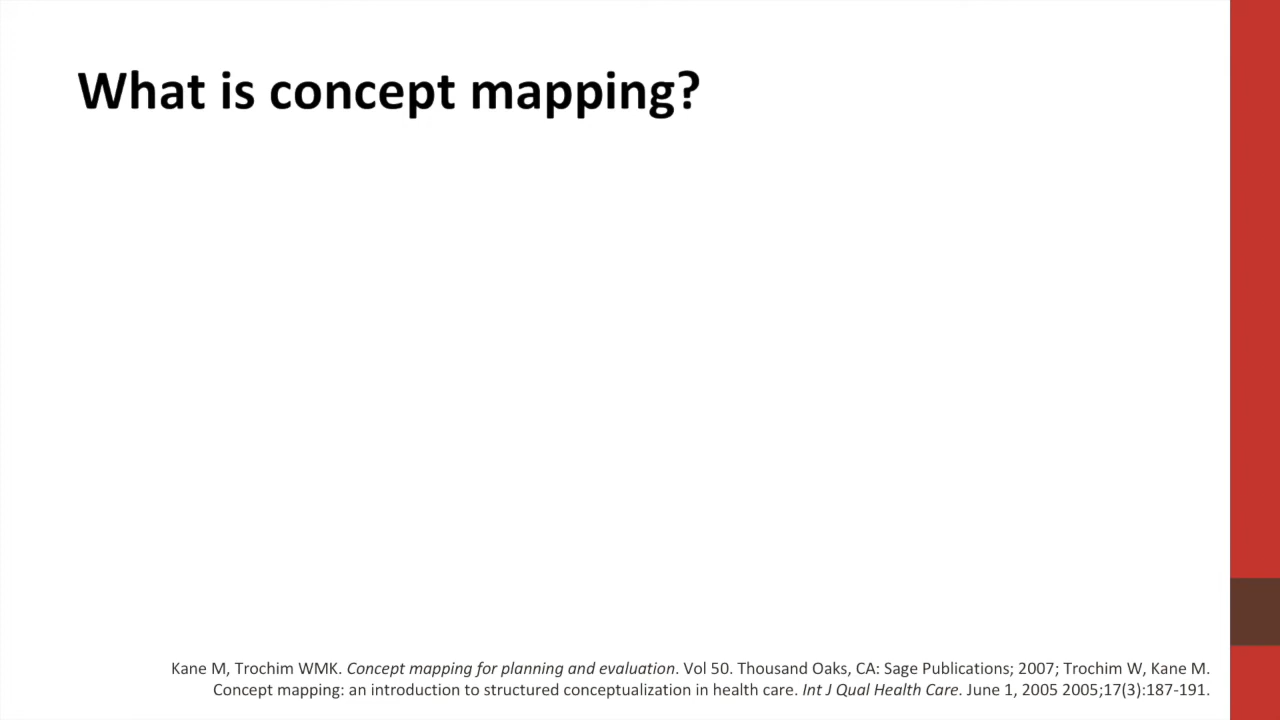 What is concept mapping?
Kane M, Trochim WMK. Concept mapping for planning and evaluation. Vol 50. Thousand Oaks, CA: Sage Publications; 2007; Trochim W, Kane M.
Concept mapping: an introduction to structured conceptualization in health care. Int J Qual Health Care. June 1, 2005 2005;17(3):187-191.